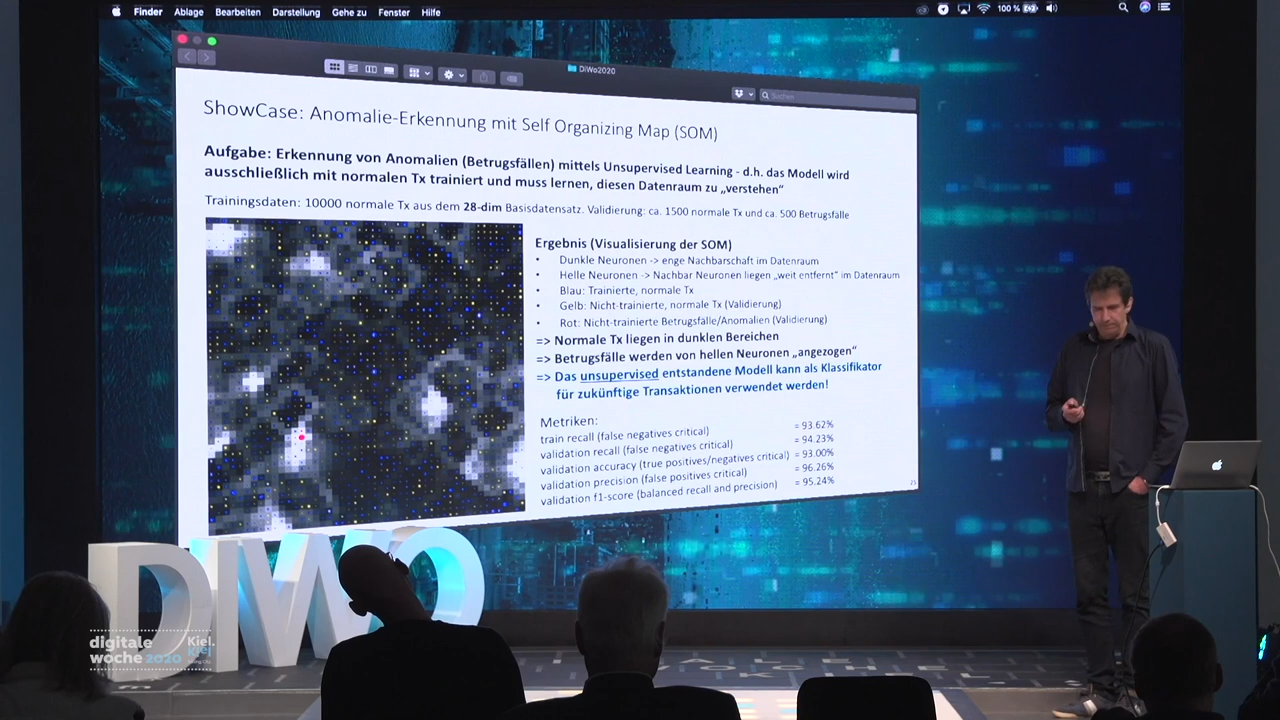 Finder Ablage Bearbeiten Darstellung Gehe zu Fenster Hilfe
100 %
DiWo2020
Suchen
ShowCase: Anomalie-Erkennung mit Self Organizing Map (SOM)
Aufgabe: Erkennung von Anomalien (Betrugsfällen) mittels Unsupervised Learning - d.h. das Modell wird
ausschließlich mit normalen Tx trainiert und muss lernen, diesen Datenraum zu „verstehen“
Trainingsdaten: 10000 normale Tx aus dem 28-dim Basisdatensatz. Validierung: ca. 1500 normale Tx und ca. 500 Betrugsfälle
Ergebnis (Visualisierung der SOM)
• Dunkle Neuronen -> enge Nachbarschaft im Datenraum
• Helle Neuronen -> Nachbar Neuronen liegen „weit entfernt“ im Datenraum
• Blau: Trainierte, normale Tx
• Gelb: Nicht-trainierte, normale Tx (Validierung)
• Rot: Nicht-trainierte Betrugsfälle/Anomalien (Validierung)
=> Normale Tx liegen in dunklen Bereichen
=> Betrugsfälle werden von hellen Neuronen „angezogen“
=> Das unsupervised entstandene Modell kann als Klassifikator
für zukünftige Transaktionen verwendet werden!
Metriken:
train recall (false negatives critical) = 93.62%
validation recall (false negatives critical) = 94.23%
validation accuracy (true positives/negatives critical) = 93.00%
validation precision (false positives critical) = 96.26%
validation f1-score (balanced recall and precision) = 95.24%
25
DiWO
digitale
woche 2020
Kiel.